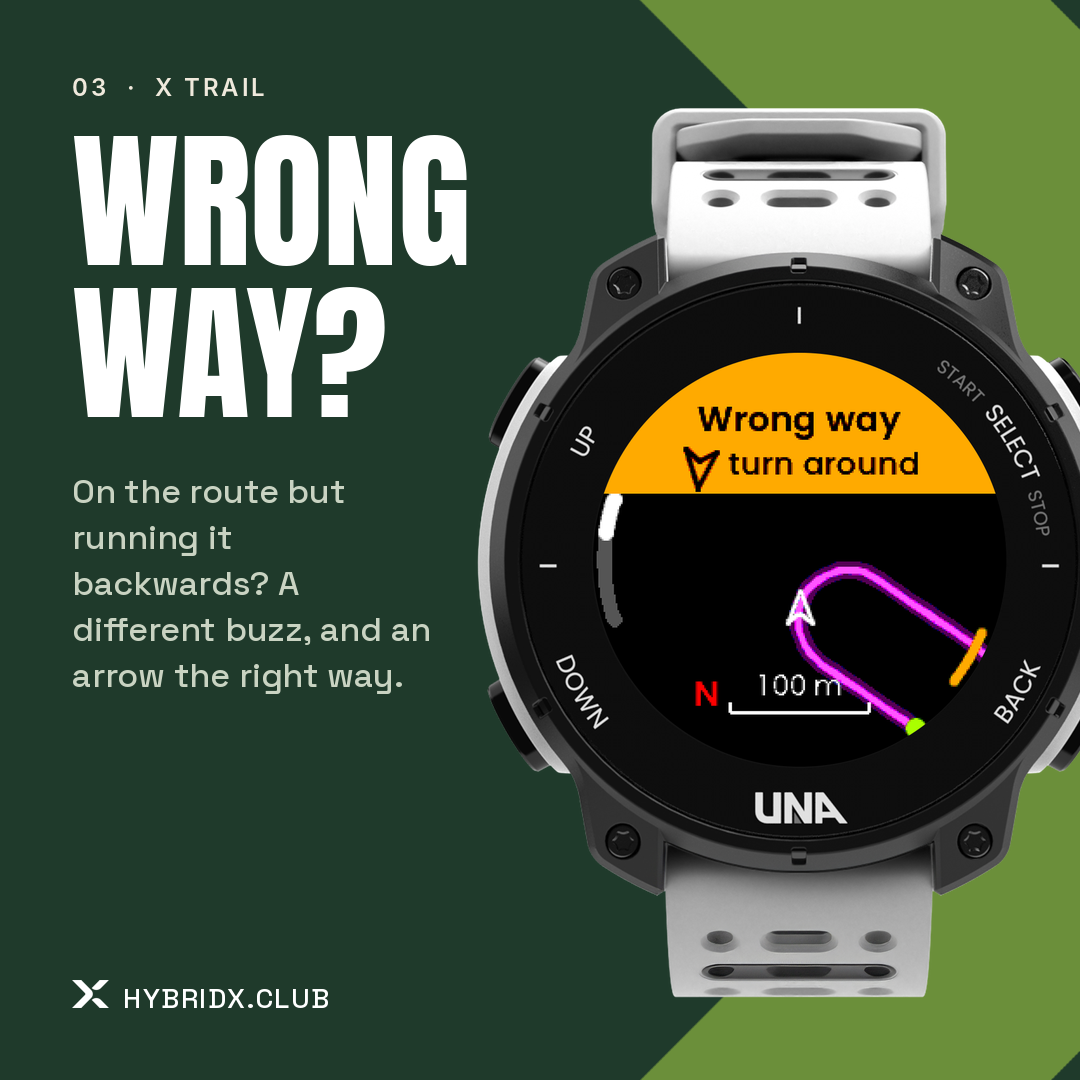 03 · X TRAIL
WRONG
WAY?
On the route but
running it
backwards? A
different buzz, and an
arrow the right way.
HYBRIDX.CLUB
UP
DOWN
START
SELECT
STOP
BACK
Wrong way
turn around
N
100 m
UNA